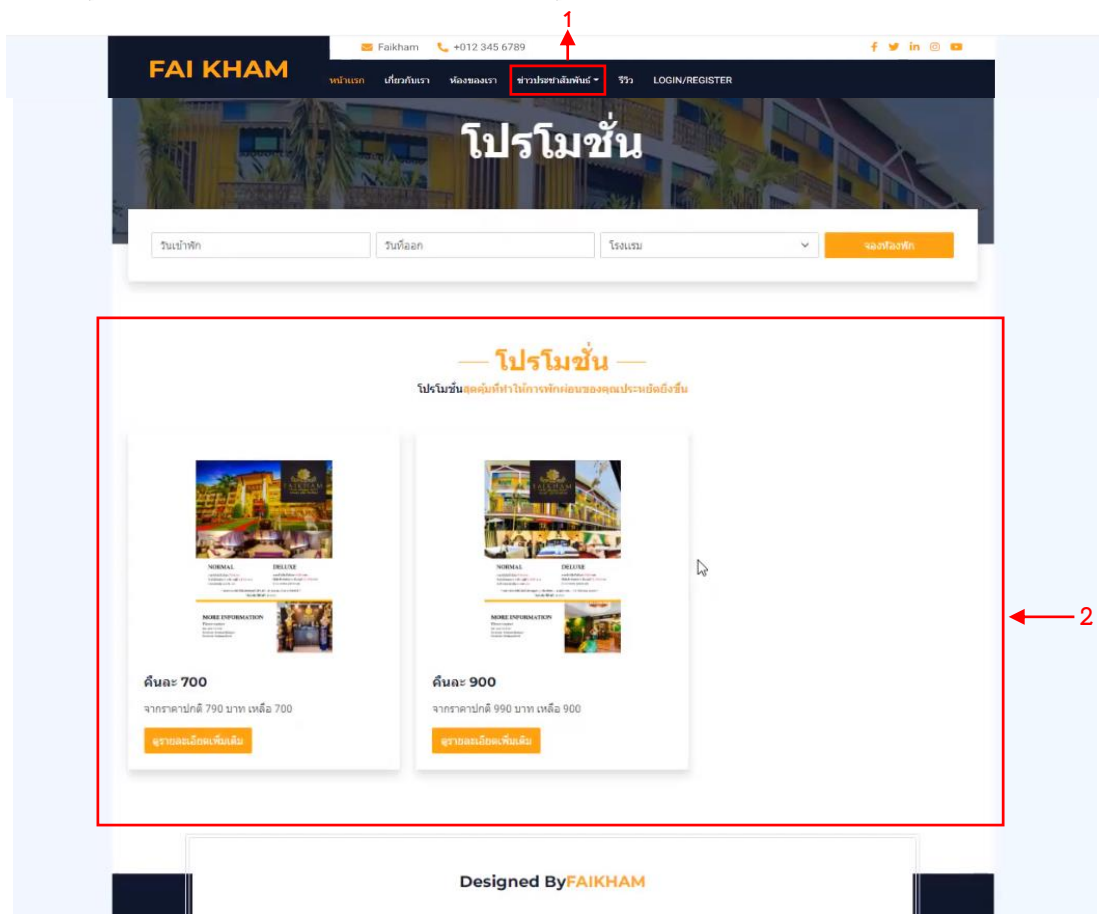 1
Faikham +012 345 6789
FAI KHAM
หน้าแรก เกี่ยวกับเรา ห้องของเรา ข่าวประชาสัมพันธ์ รีวิว LOGIN/REGISTER
โปรโมชั่น
วันเข้าพัก วันที่ออก โรงแรม จองห้องพัก
โปรโมชั่น
โปรโมชั่นสุดคุ้มที่ทำให้การพักผ่อนของคุณประหยัดยิ่งขึ้น
FAIKHAM
NORMAL DELUXE
MORE INFORMATION
คืนละ 700
จากราคาปกติ 790 บาท เหลือ 700
ดูรายละเอียดเพิ่มเติม
FAIKHAM
NORMAL DELUXE
MORE INFORMATION
คืนละ 900
จากราคาปกติ 990 บาท เหลือ 900
ดูรายละเอียดเพิ่มเติม
2
Designed ByFAIKHAM